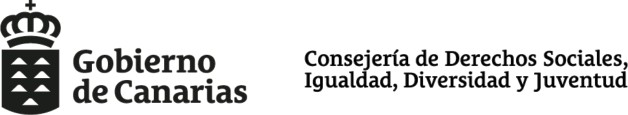 Gobierno
de Canarias
Consejería de Derechos Sociales,
Igualdad, Diversidad y Juventud